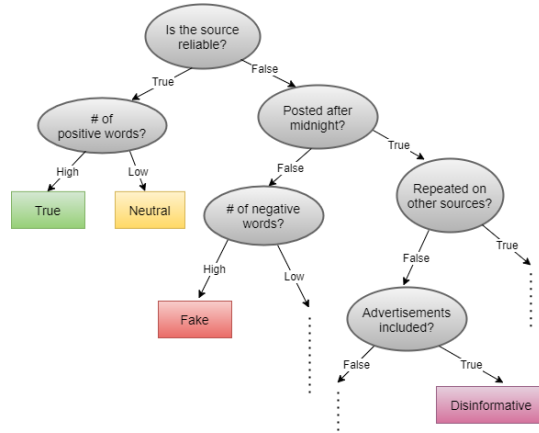 Is the source
reliable?
True
False
# of
positive words?
Posted after
midnight?
High
Low
False
True
True
Neutral
# of negative
words?
Repeated on
other sources?
High
Low
False
True
Fake
Advertisements
included?
False
True
Disinformative